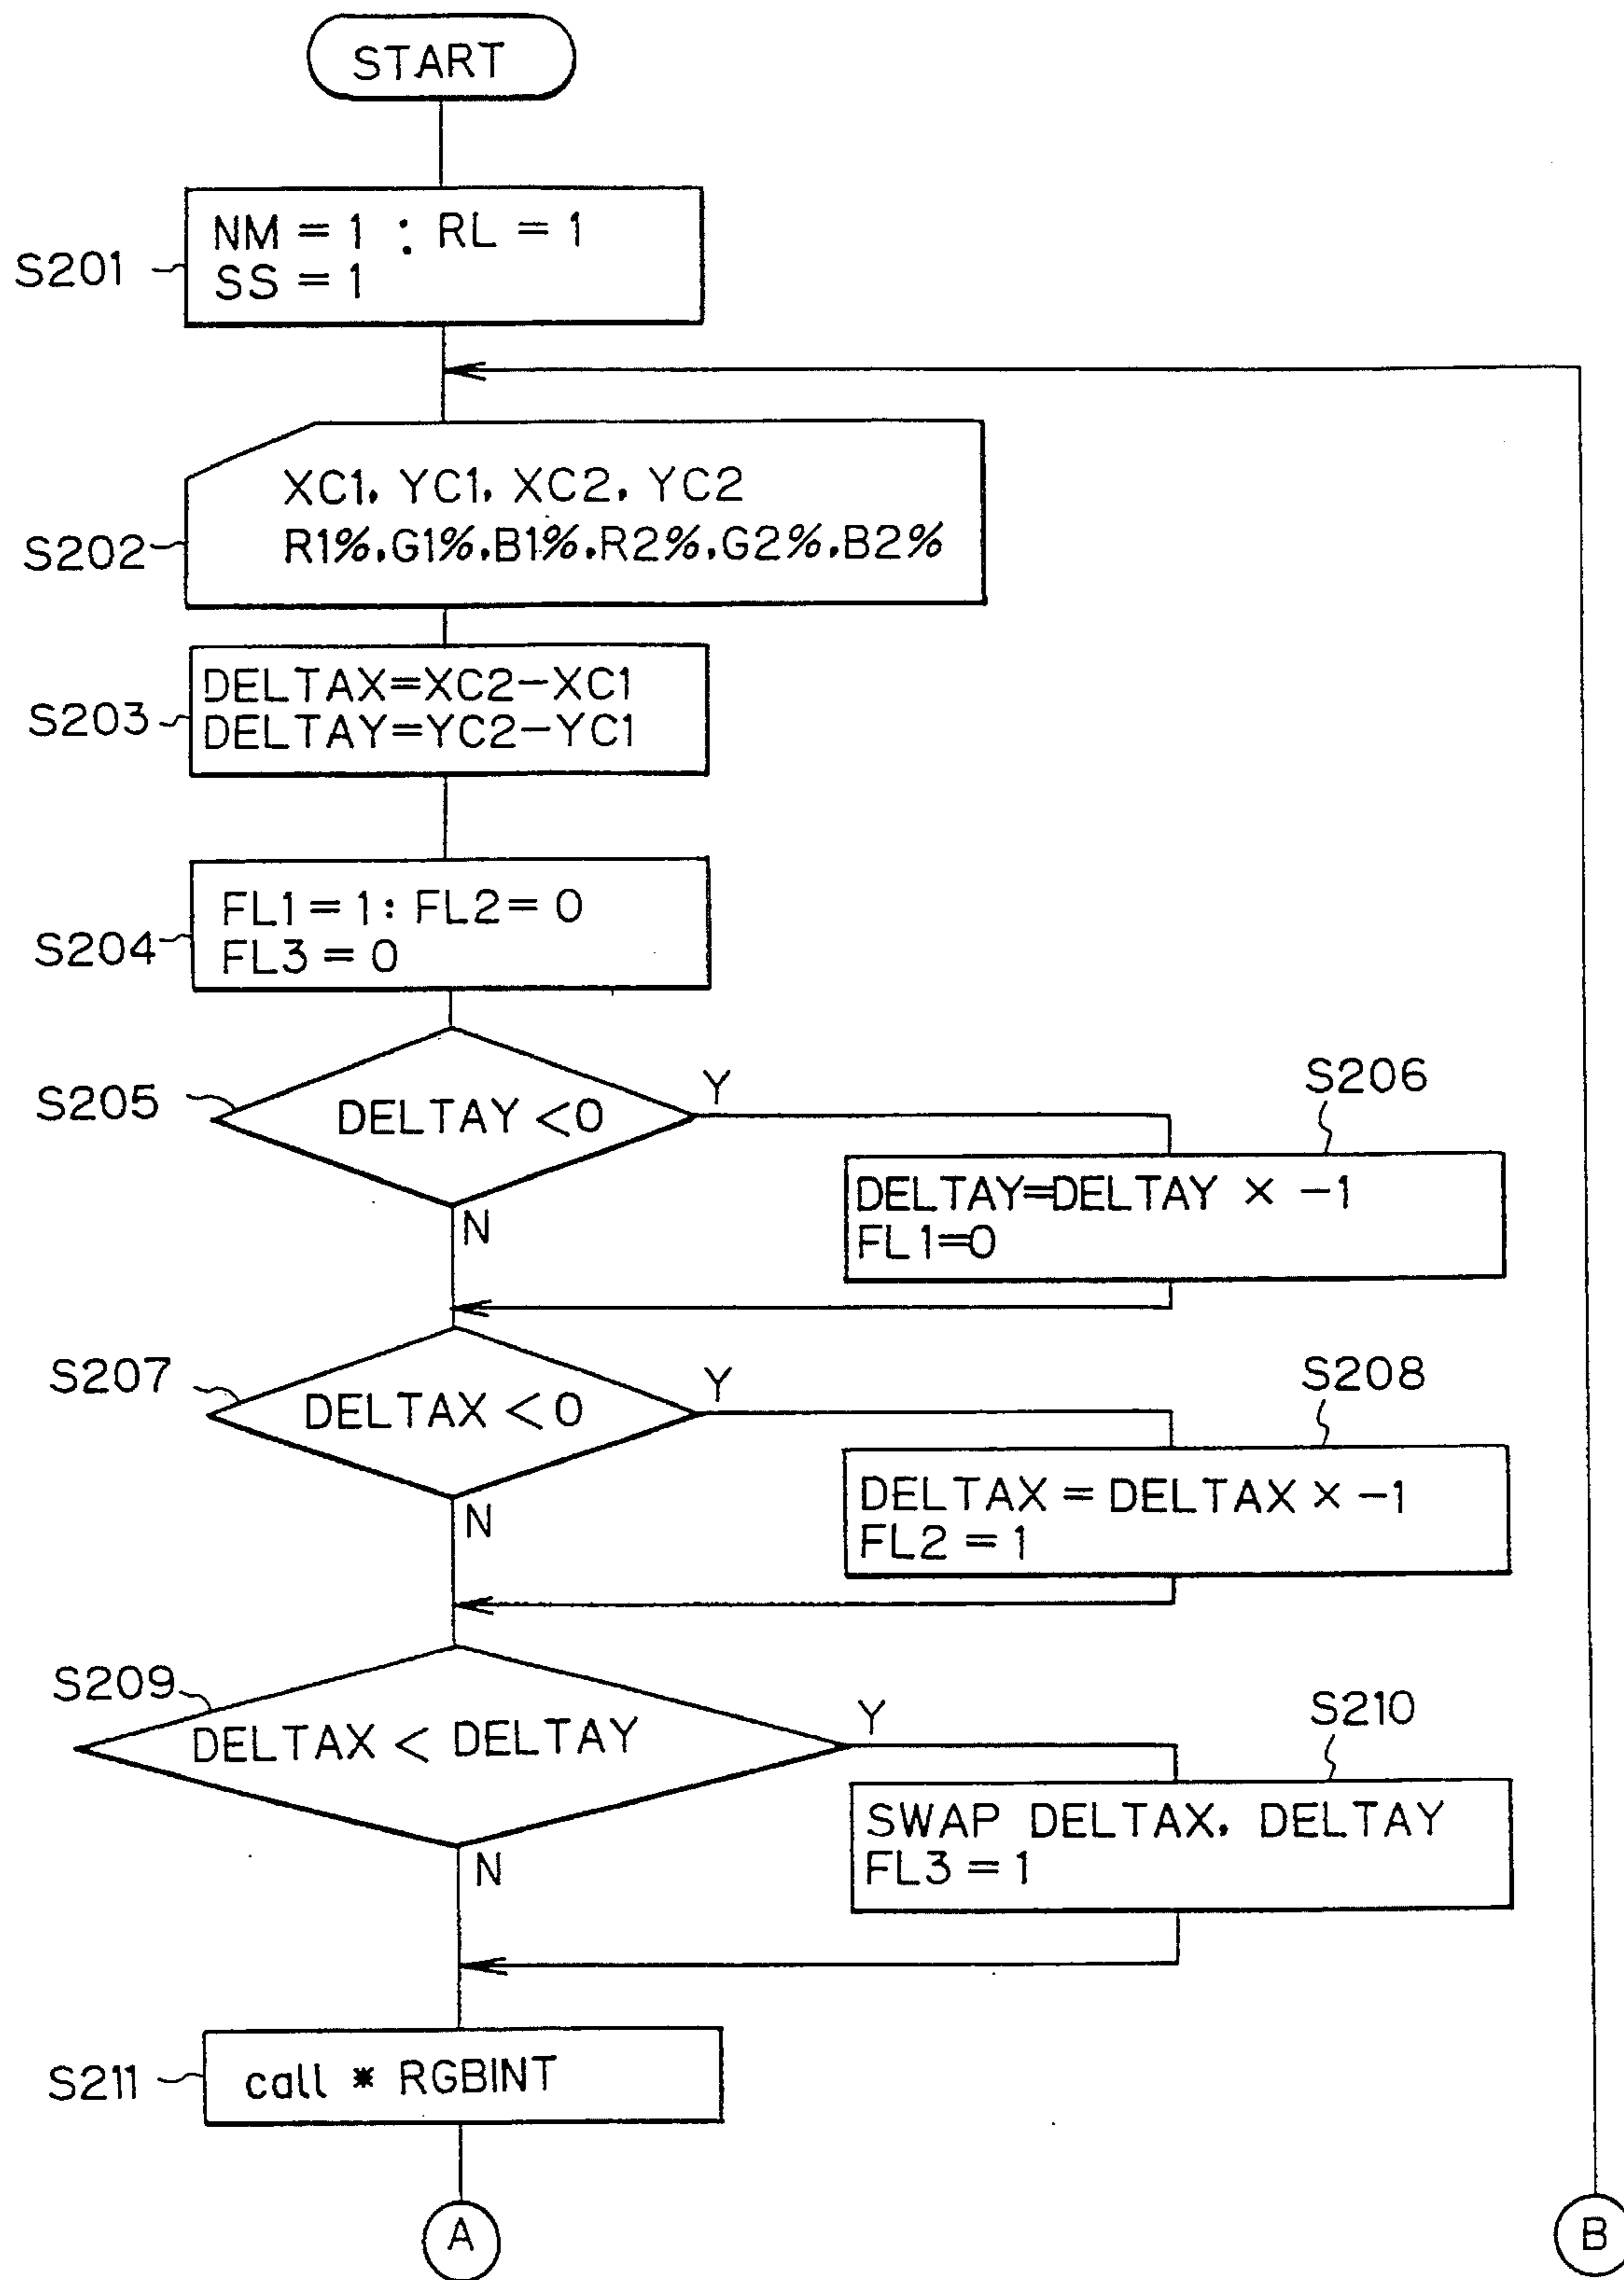 START
S201
NM = 1 : RL = 1
SS = 1
S202
XC1, YC1, XC2, YC2
R1%,G1%,B1%,R2%,G2%,B2%
S203
DELTAX=XC2-XC1
DELTAY=YC2-YC1
S204
FL1 = 1: FL2 = 0
FL3 = 0
S205
DELTAY <0
Y
N
S206
DELTAY=DELTAY × -1
FL1=0
S207
DELTAX <0
Y
N
S208
DELTAX = DELTAX × -1
FL2 = 1
S209
DELTAX < DELTAY
Y
N
S210
SWAP DELTAX, DELTAY
FL3 = 1
S211
call * RGBINT
A
B